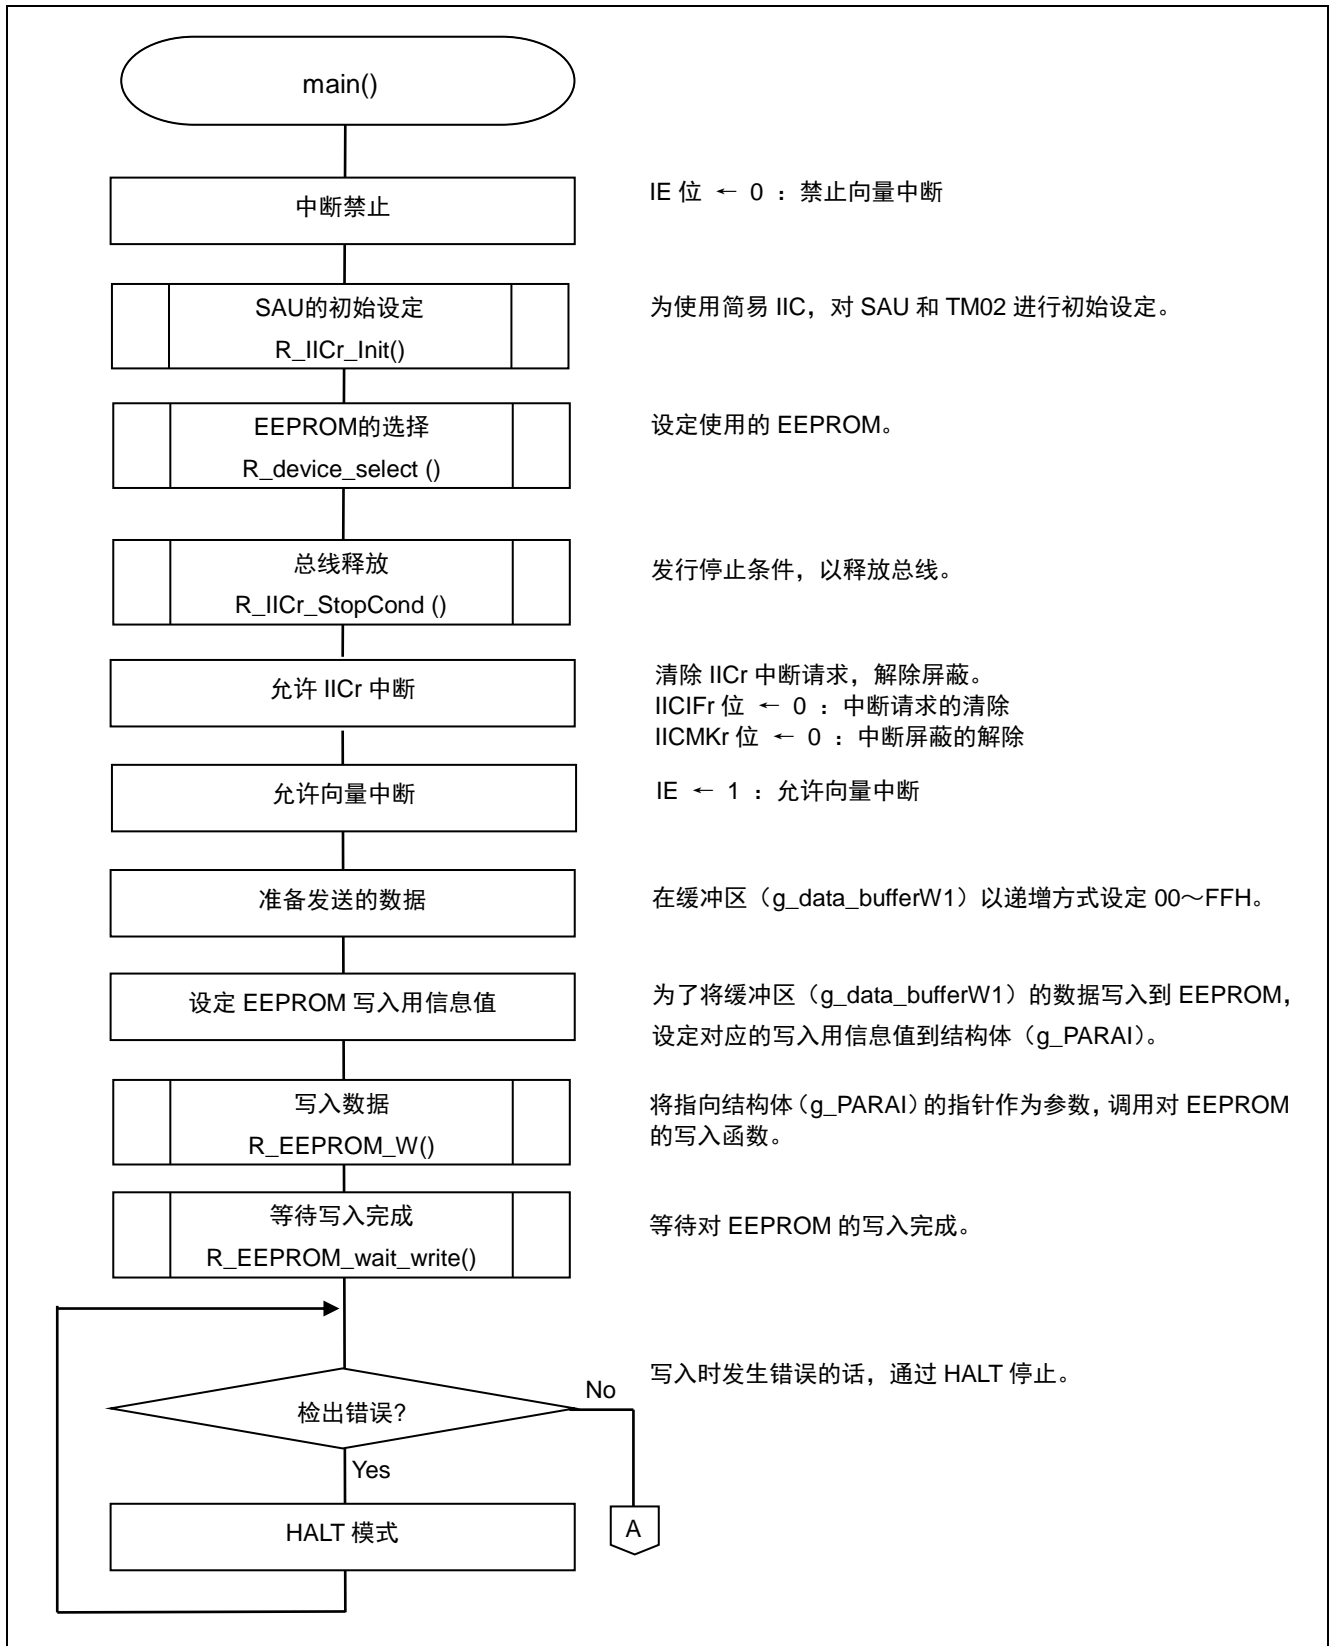 main()
中断禁止
IE 位 ← 0 ：禁止向量中断
SAU的初始设定
R_IICr_Init()
为使用简易 IIC，对 SAU 和 TM02 进行初始设定。
EEPROM的选择
R_device_select ()
设定使用的 EEPROM。
总线释放
R_IICr_StopCond ()
发行停止条件，以释放总线。
允许 IICr 中断
清除 IICr 中断请求，解除屏蔽。
IICIFr 位 ← 0 ：中断请求的清除
IICMKr 位 ← 0 ：中断屏蔽的解除
允许向量中断
IE ← 1 ：允许向量中断
准备发送的数据
在缓冲区（g_data_bufferW1）以递增方式设定 00～FFH。
设定 EEPROM 写入用信息值
为了将缓冲区（g_data_bufferW1）的数据写入到 EEPROM，
设定对应的写入用信息值到结构体（g_PARAI）。
写入数据
R_EEPROM_W()
将指向结构体（g_PARAI）的指针作为参数，调用对 EEPROM
的写入函数。
等待写入完成
R_EEPROM_wait_write()
等待对 EEPROM 的写入完成。
写入时发生错误的话，通过 HALT 停止。
检出错误?
No
Yes
HALT 模式
A